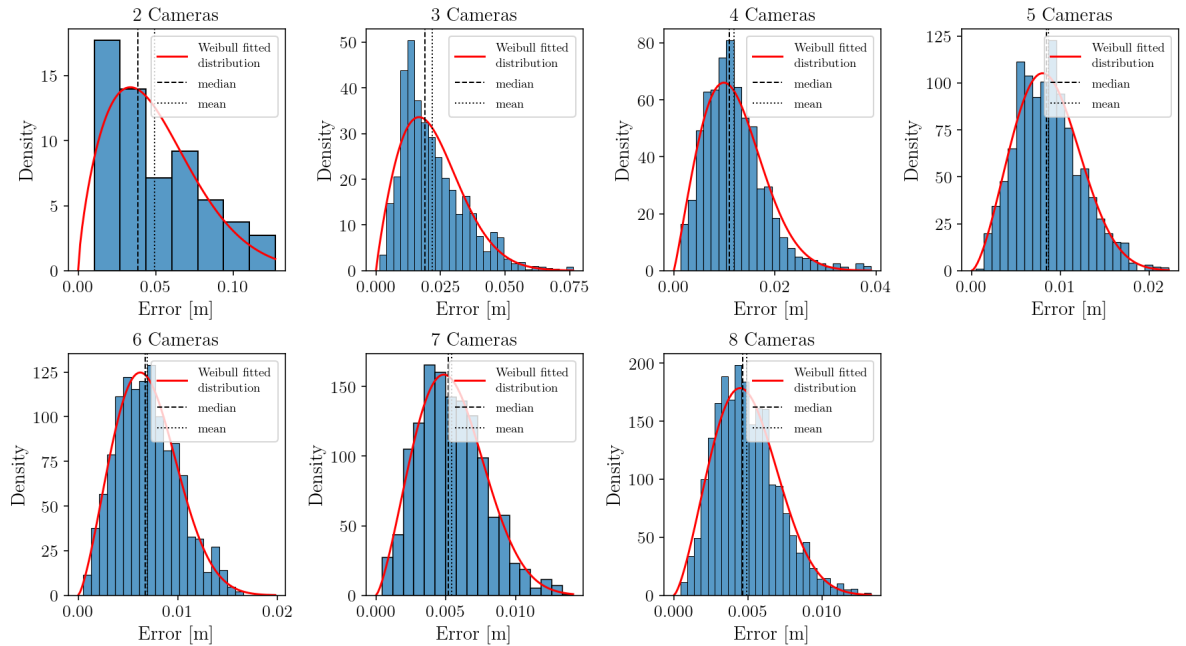 2 Cameras
Weibull fitted
distribution
median
mean
Density
15
10
5
0
0.00
0.05
0.10
Error [m]
3 Cameras
Weibull fitted
distribution
median
mean
Density
50
40
30
20
10
0
0.000
0.025
0.050
0.075
Error [m]
4 Cameras
Weibull fitted
distribution
median
mean
Density
80
60
40
20
0
0.00
0.02
0.04
Error [m]
5 Cameras
Weibull fitted
distribution
median
mean
Density
125
100
75
50
25
0
0.00
0.01
0.02
Error [m]
6 Cameras
Weibull fitted
distribution
median
mean
Density
125
100
75
50
25
0
0.00
0.01
0.02
Error [m]
7 Cameras
Weibull fitted
distribution
median
mean
Density
150
100
50
0
0.000
0.005
0.010
Error [m]
8 Cameras
Weibull fitted
distribution
median
mean
Density
200
150
100
50
0
0.000
0.005
0.010
Error [m]